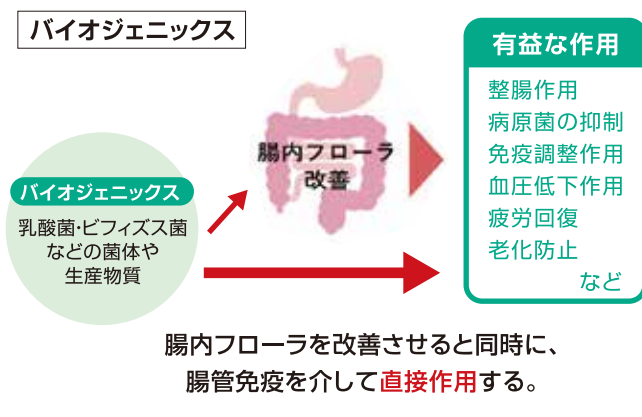 バイオジェニックス
バイオジェニックス
乳酸菌・ビフィズス菌
などの菌体や
生産物質
腸内フローラ
改善
有益な作用
整腸作用
病原菌の抑制
免疫調整作用
血圧低下作用
疲労回復
老化防止
など
腸内フローラを改善させると同時に、
腸管免疫を介して直接作用する。